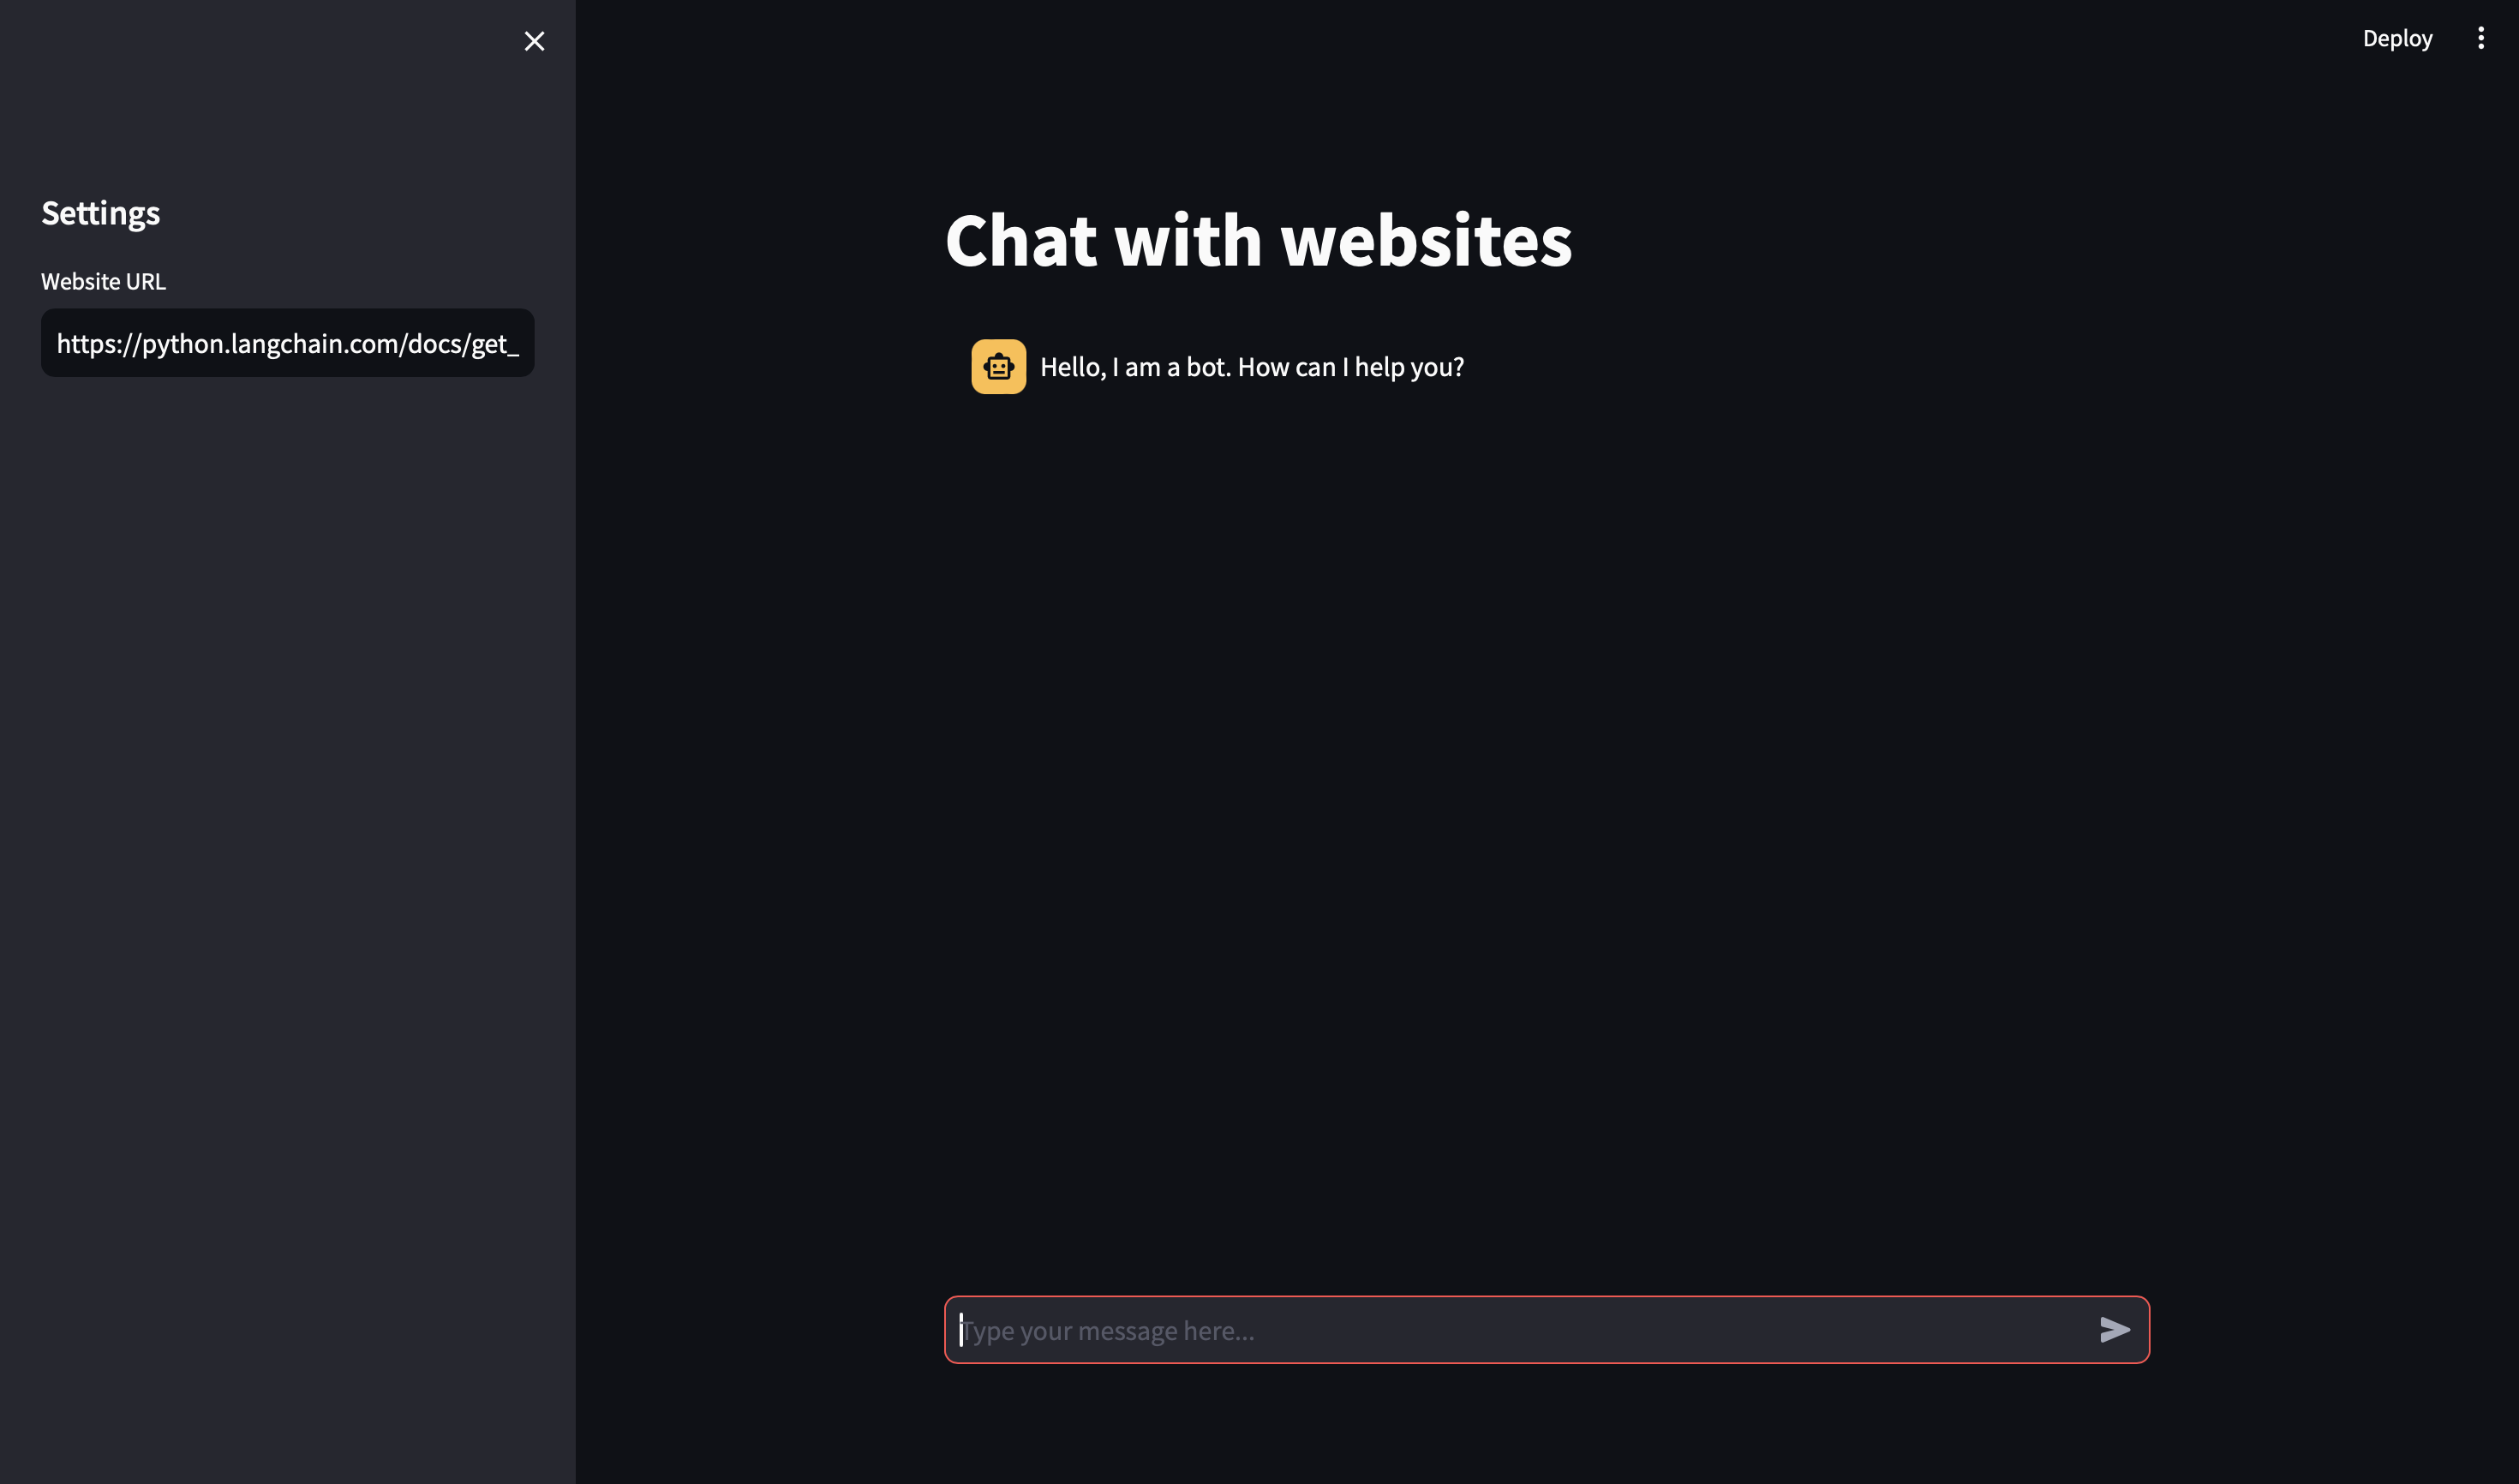 Deploy
Settings
Website URL
https://python.langchain.com/docs/get_
Chat with websites
Hello, I am a bot. How can I help you?
Type your message here...